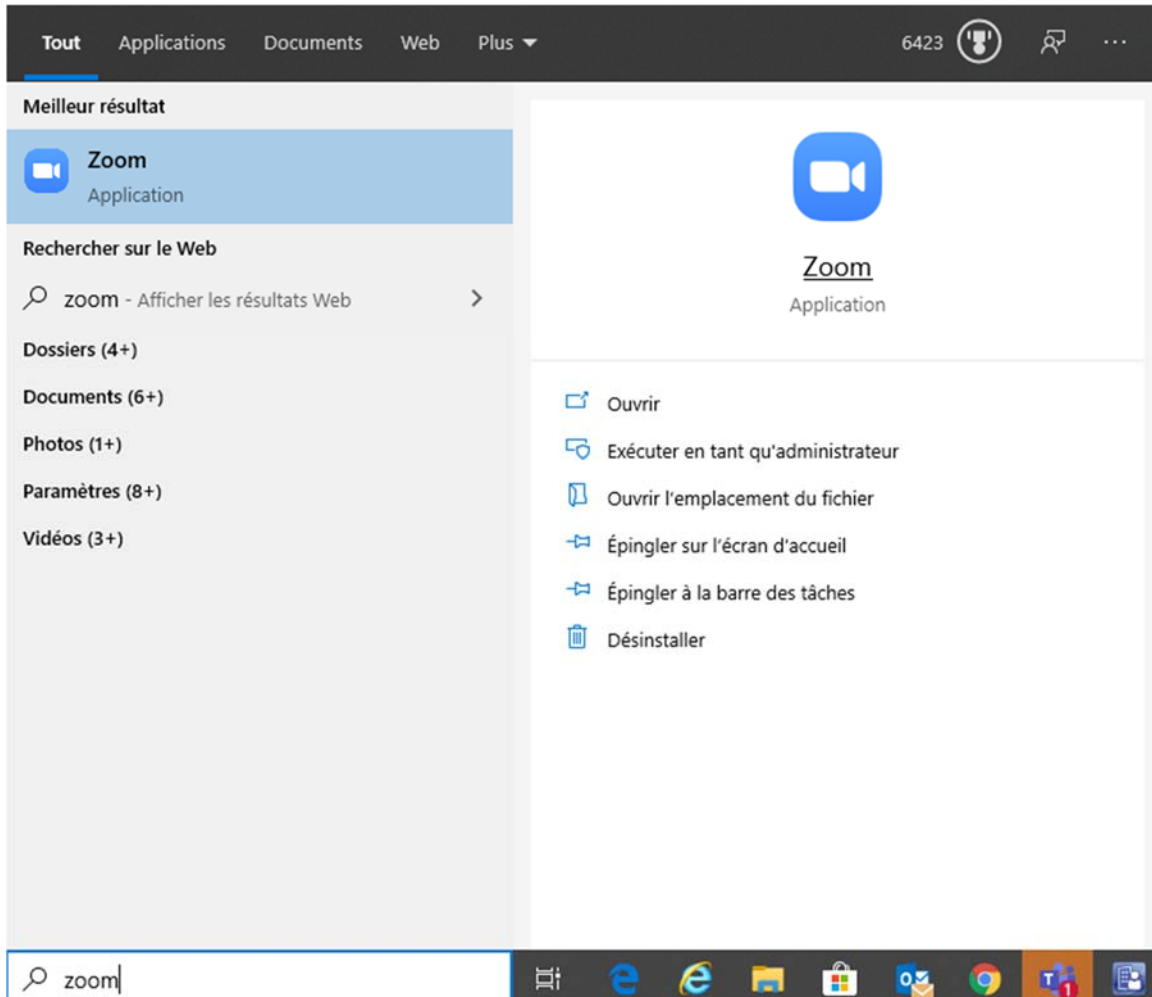 Tout Applications Documents Web Plus 6423 ...
Meilleur résultat
Zoom
Application
Rechercher sur le Web
zoom - Afficher les résultats Web
Dossiers (4+)
Documents (6+)
Photos (1+)
Paramètres (8+)
Vidéos (3+)
Zoom
Application
Ouvrir
Exécuter en tant qu'administrateur
Ouvrir l'emplacement du fichier
Épingler sur l'écran d'accueil
Épingler à la barre des tâches
Désinstaller
zoom
1